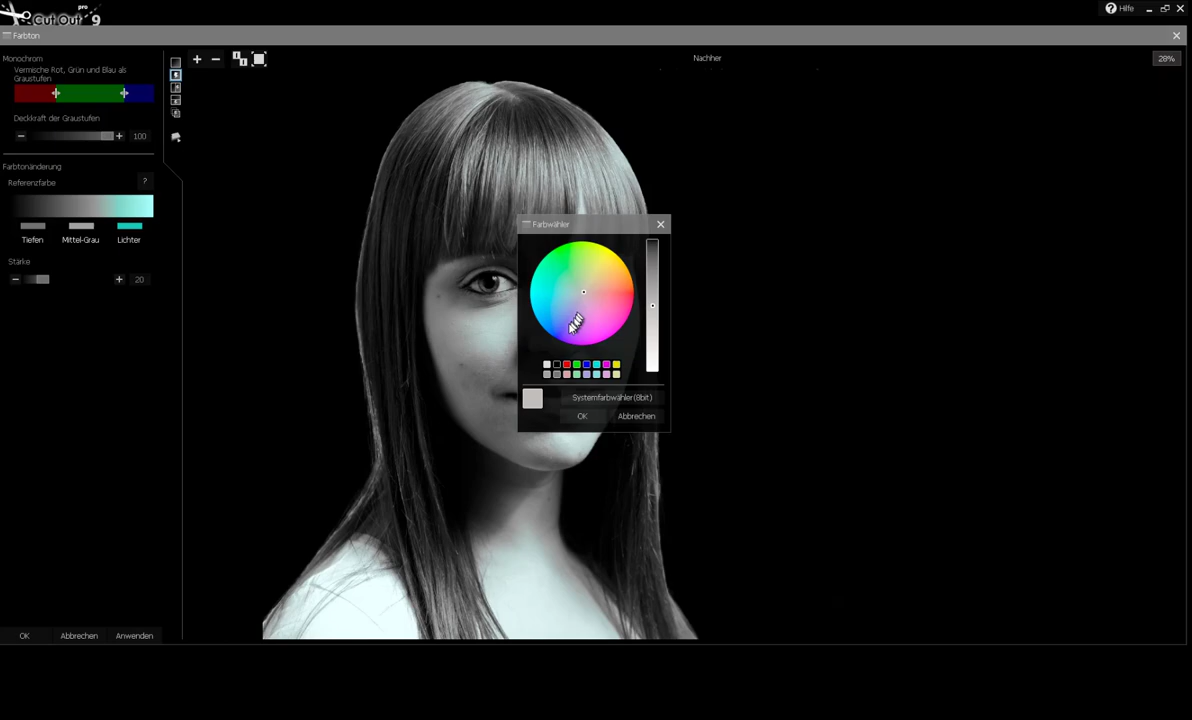 Cut Out pro 9
Hilfe
Farbton
Monochrom
Vermische Rot, Grün und Blau als
Graustufen
Deckkraft der Graustufen
100
Farbtonänderung
Referenzfarbe
?
Tiefen
Mittel-Grau
Lichter
Stärke
20
OK
Abbrechen
Anwenden
Nachher
20%
Farbwähler
Systemfarbwähler(8bit)
OK
Abbrechen